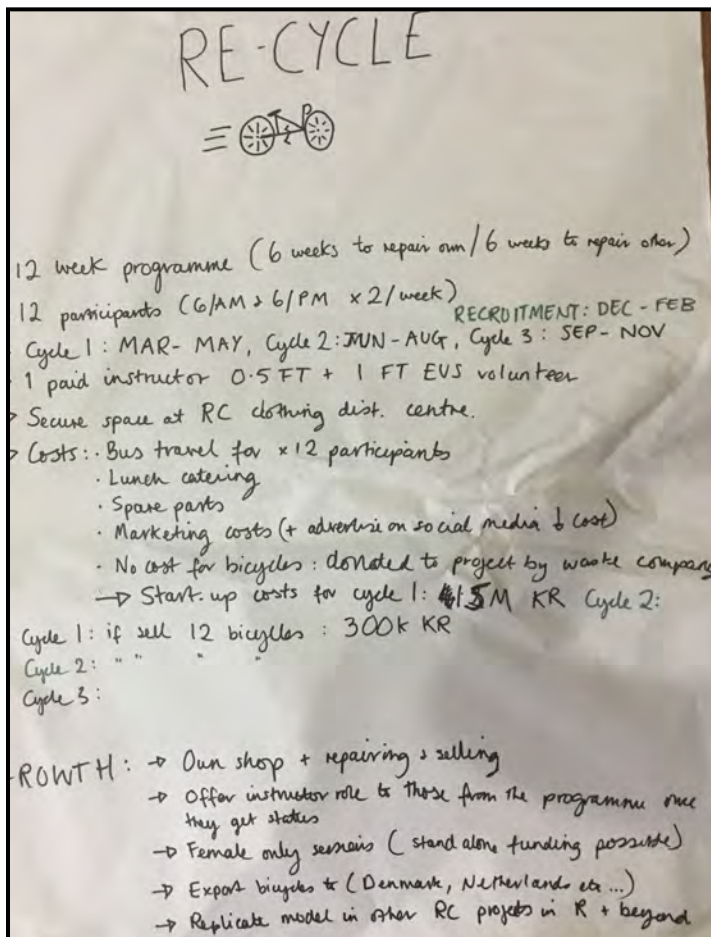 RE-CYCLE
12 week programme (6 weeks to repair own / 6 weeks to repair other)
12 participants (6/AM & 6/PM x2/week)
RECRUITMENT: DEC - FEB
Cycle 1: MAR- MAY, Cycle 2: JUN-AUG, Cycle 3: SEP- NOV
1 paid instructor 0.5 FT + 1 FT EVS volunteer
Secure space at RC clothing dist. centre.
Costs: · Bus travel for x12 participants
· Lunch catering
· Spare parts
· Marketing costs (+ advertise on social media ↓ cost)
· No cost for bicycles: donated to project by waste company
→ Start-up costs for cycle 1: M KR Cycle 2:
Cycle 1: if sell 12 bicycles: 300k KR
Cycle 2: " " " "
Cycle 3:
ROWTH: → Own shop + repairing & selling
→ Offer instructor role to those from the programme once
they get status
→ Female only sessions (stand alone funding possible)
→ Export bicycles to (Denmark, Netherlands etc...)
→ Replicate model in other RC projects in R + beyond